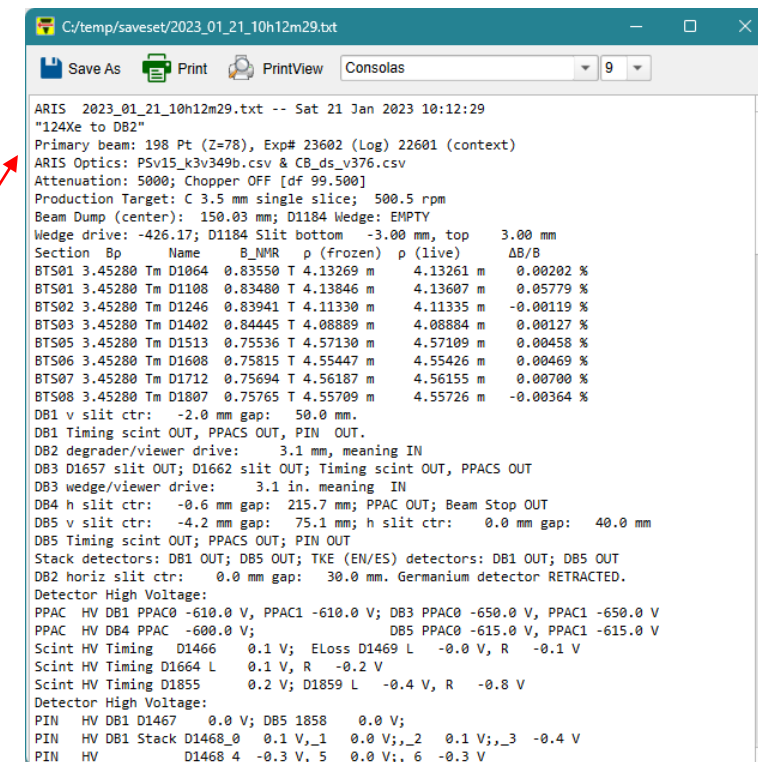 C:/temp/saveset/2023_01_21_10h12m29.txt
Save As Print PrintView Consolas 9
ARIS  2023_01_21_10h12m29.txt -- Sat 21 Jan 2023 10:12:29
"124Xe to DB2"
Primary beam: 198 Pt (Z=78), Exp# 23602 (Log) 22601 (context)
ARIS Optics: PSv15_k3v349b.csv & CB_ds_v376.csv
Attenuation: 5000; Chopper OFF [df 99.500]
Production Target: C 3.5 mm single slice;  500.5 rpm
Beam Dump (center):  150.03 mm; D1184 Wedge: EMPTY
Wedge drive: -426.17; D1184 Slit bottom   -3.00 mm, top   3.00 mm
Section  Bρ      Name     B_NMR   ρ (frozen)  ρ (live)      ΔB/B
BTS01 3.45280 Tm D1064  0.83550 T 4.13269 m     4.13261 m   0.00202 %
BTS01 3.45280 Tm D1108  0.83480 T 4.13846 m     4.13607 m   0.05779 %
BTS02 3.45280 Tm D1246  0.83941 T 4.11330 m     4.11335 m  -0.00119 %
BTS03 3.45280 Tm D1402  0.84445 T 4.08889 m     4.08884 m   0.00127 %
BTS05 3.45280 Tm D1513  0.75536 T 4.57130 m     4.57109 m   0.00458 %
BTS06 3.45280 Tm D1608  0.75815 T 4.55447 m     4.55426 m   0.00469 %
BTS07 3.45280 Tm D1712  0.75694 T 4.56187 m     4.56155 m   0.00700 %
BTS08 3.45280 Tm D1807  0.75765 T 4.55709 m     4.55726 m  -0.00364 %
DB1 v slit ctr:   -2.0 mm gap:   50.0 mm.
DB1 Timing scint OUT, PPACS OUT, PIN  OUT.
DB2 degrader/viewer drive:     3.1 mm, meaning IN
DB3 D1657 slit OUT; D1662 slit OUT; Timing scint OUT, PPACS OUT
DB3 wedge/viewer drive:     3.1 in. meaning  IN
DB4 h slit ctr:   -0.6 mm gap:  215.7 mm; PPAC OUT; Beam Stop OUT
DB5 v slit ctr:   -4.2 mm gap:   75.1 mm; h slit ctr:    0.0 mm gap:   40.0 mm
DB5 Timing scint OUT; PPACS OUT; PIN OUT
Stack detectors: DB1 OUT; DB5 OUT; TKE (EN/ES) detectors: DB1 OUT; DB5 OUT
DB2 horiz slit ctr:    0.0 mm gap:   30.0 mm. Germanium detector RETRACTED.
Detector High Voltage:
PPAC  HV DB1 PPAC0 -610.0 V, PPAC1 -610.0 V; DB3 PPAC0 -650.0 V, PPAC1 -650.0 V
PPAC  HV DB4 PPAC  -600.0 V;                 DB5 PPAC0 -615.0 V, PPAC1 -615.0 V
Scint HV Timing   D1466    0.1 V;  ELoss D1469 L   -0.0 V, R   -0.1 V
Scint HV Timing D1664 L    0.1 V, R   -0.2 V
Scint HV Timing D1855      0.2 V; D1859 L   -0.4 V, R   -0.8 V
Detector High Voltage:
PIN   HV DB1 D1467    0.0 V; DB5 1858    0.0 V;
PIN   HV DB1 Stack D1468_0   0.1 V,_1   0.0 V;,_2   0.1 V;,_3  -0.4 V
PIN   HV           D1468_4  -0.3 V,_5   0.0 V;,_6  -0.3 V